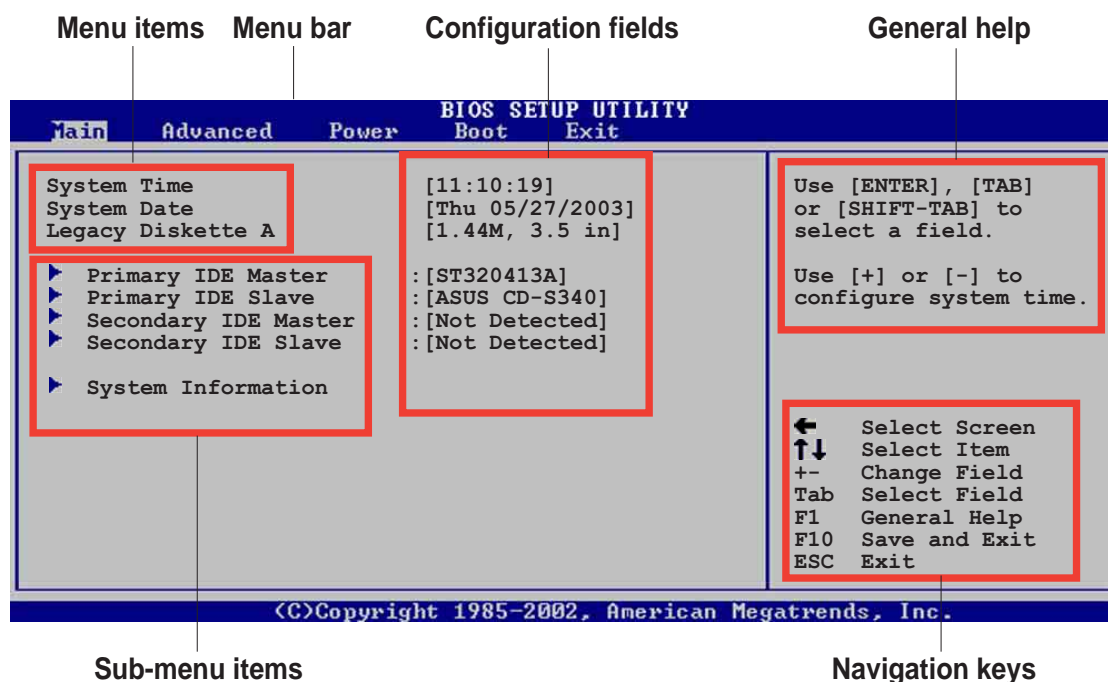 Menu items Menu bar Configuration fields General help
BIOS SETUP UTILITY
Main Advanced Power Boot Exit
System Time [11:10:19]
System Date [Thu 05/27/2003]
Legacy Diskette A [1.44M, 3.5 in]
Primary IDE Master :[ST320413A]
Primary IDE Slave :[ASUS CD-S340]
Secondary IDE Master :[Not Detected]
Secondary IDE Slave :[Not Detected]
System Information
Use [ENTER], [TAB]
or [SHIFT-TAB] to
select a field.
Use [+] or [-] to
configure system time.
← Select Screen
↑↓ Select Item
+- Change Field
Tab Select Field
F1 General Help
F10 Save and Exit
ESC Exit
(C)Copyright 1985-2002, American Megatrends, Inc.
Sub-menu items Navigation keys